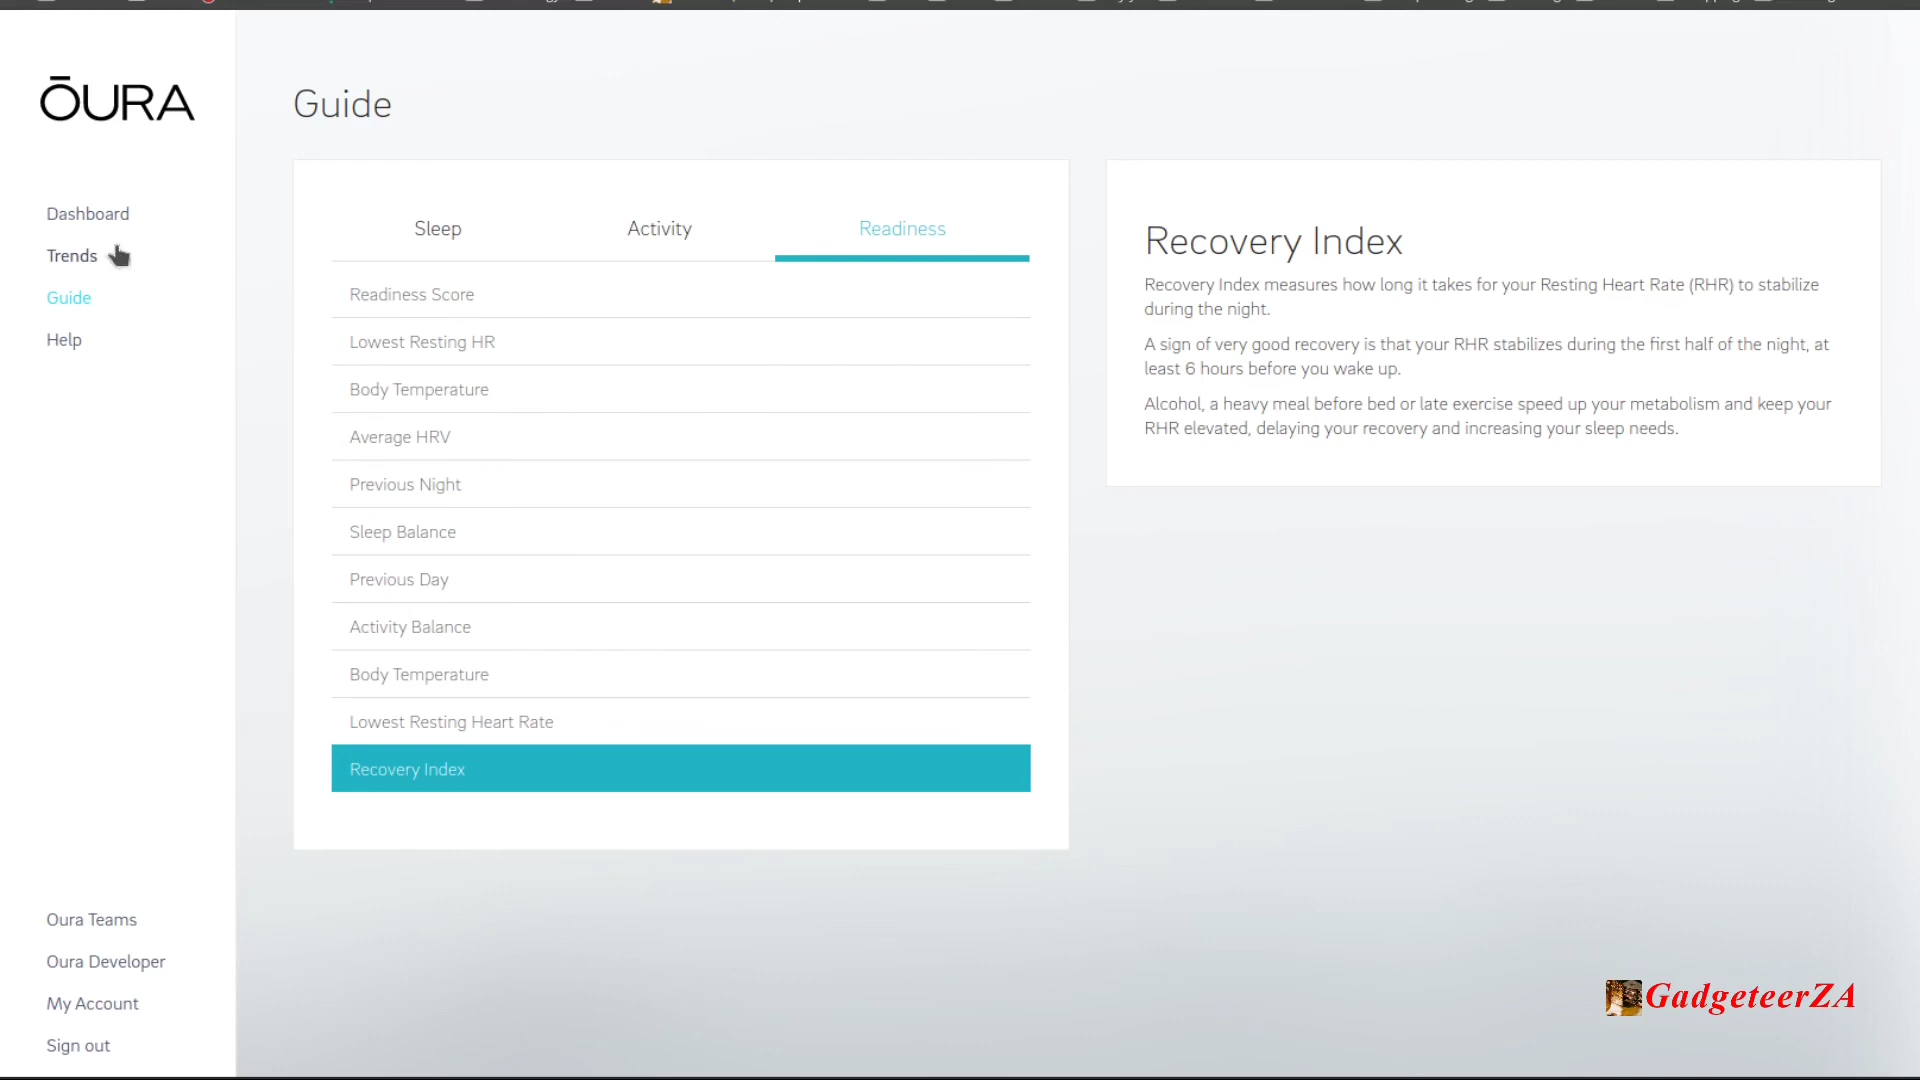 ŌURA
Dashboard
Trends
Guide
Help
Oura Teams
Oura Developer
My Account
Sign out
Guide
Sleep
Activity
Readiness
Readiness Score
Lowest Resting HR
Body Temperature
Average HRV
Previous Night
Sleep Balance
Previous Day
Activity Balance
Body Temperature
Lowest Resting Heart Rate
Recovery Index
Recovery Index
Recovery Index measures how long it takes for your Resting Heart Rate (RHR) to stabilize
during the night.
A sign of very good recovery is that your RHR stabilizes during the first half of the night, at
least 6 hours before you wake up.
Alcohol, a heavy meal before bed or late exercise speed up your metabolism and keep your
RHR elevated, delaying your recovery and increasing your sleep needs.
GadgeteerZA